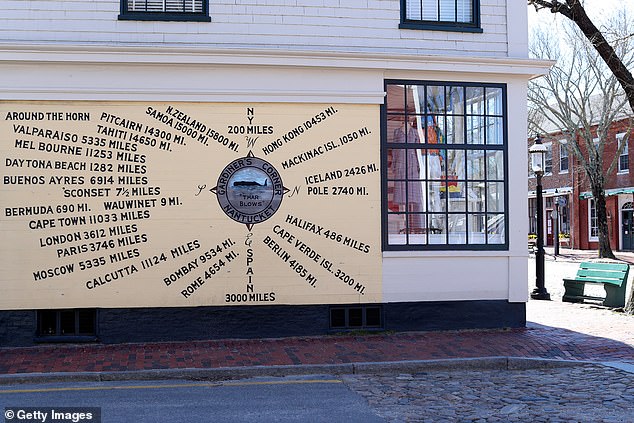 AROUND THE HORN
PITCAIRN 14300 MI.
SAMOA 15000 MI.
N. ZEALAND 15800 MI.
TAHITI 14650 MI.
VALPARAISO 5335 MILES
MEL BOURNE 11253 MILES
DAYTONA BEACH 1282 MILES
BUENOS AYRES 6914 MILES
'SCONSET 7½ MILES
BERMUDA 690 MI.
WAUWINET 9 MI.
CAPE TOWN 11033 MILES
LONDON 3612 MILES
PARIS 3746 MILES
MOSCOW 5335 MILES
CALCUTTA 11124 MILES
BOMBAY 9534 MI.
ROME 4654 MI.
NY
200 MILES
W
HONG KONG 10453 MI.
MACKINAC ISL. 1050 MI.
ICELAND 2426 MI.
POLE 2740 MI.
S
N
GARDINER'S CORNER
"THAR BLOWS"
NANTUCKET
E
SPAIN
3000 MILES
HALIFAX 486 MILES
CAPE VERDE ISL. 3200 MI.
BERLIN 4185 MI.
© Getty Images